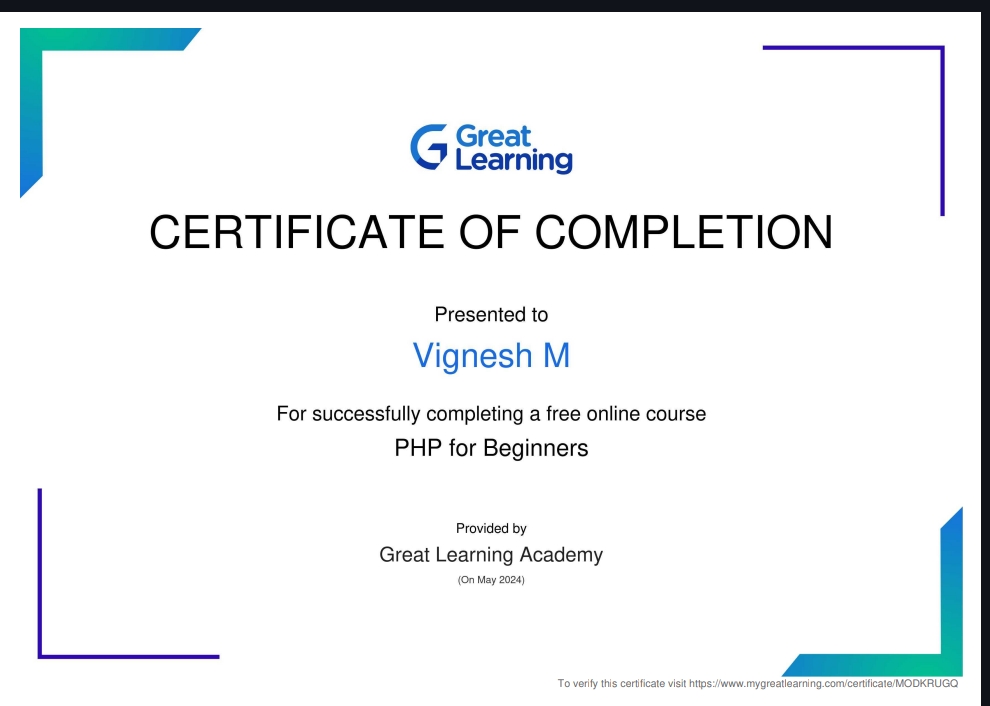 Great
Learning
CERTIFICATE OF COMPLETION
Presented to
Vignesh M
For successfully completing a free online course
PHP for Beginners
Provided by
Great Learning Academy
(On May 2024)
To verify this certificate visit https://www.mygreatlearning.com/certificate/MODKRUGQ